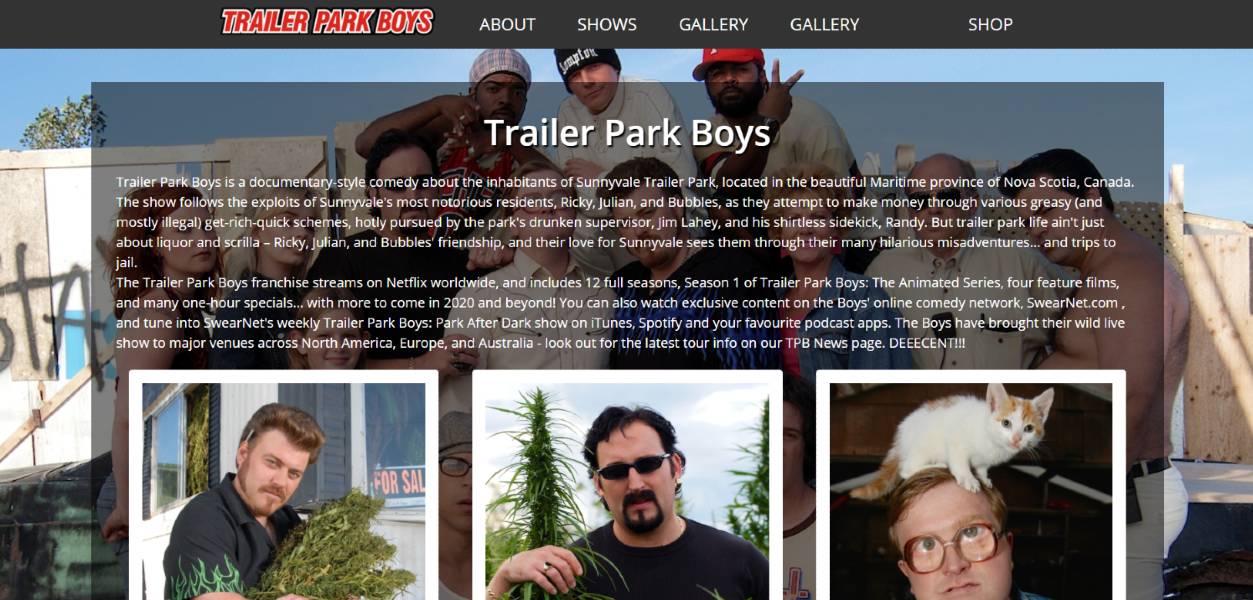 TRAILER PARK BOYS
ABOUT
SHOWS
GALLERY
GALLERY
SHOP
Trailer Park Boys
Trailer Park Boys is a documentary-style comedy about the inhabitants of Sunnyvale Trailer Park, located in the beautiful Maritime province of Nova Scotia, Canada.
The show follows the exploits of Sunnyvale's most notorious residents, Ricky, Julian, and Bubbles, as they attempt to make money through various greasy (and
mostly illegal) get-rich-quick schemes, hotly pursued by the park's drunken supervisor, Jim Lahey, and his shirtless sidekick, Randy. But trailer park life ain't just
about liquor and scrilla – Ricky, Julian, and Bubbles' friendship, and their love for Sunnyvale sees them through their many hilarious misadventures... and trips to
jail.
The Trailer Park Boys franchise streams on Netflix worldwide, and includes 12 full seasons, Season 1 of Trailer Park Boys: The Animated Series, four feature films,
and many one-hour specials... with more to come in 2020 and beyond! You can also watch exclusive content on the Boys' online comedy network, SwearNet.com ,
and tune into SwearNet's weekly Trailer Park Boys: Park After Dark show on iTunes, Spotify and your favourite podcast apps. The Boys have brought their wild live
show to major venues across North America, Europe, and Australia - look out for the latest tour info on our TPB News page. DEEECENT!!!
FOR SAL